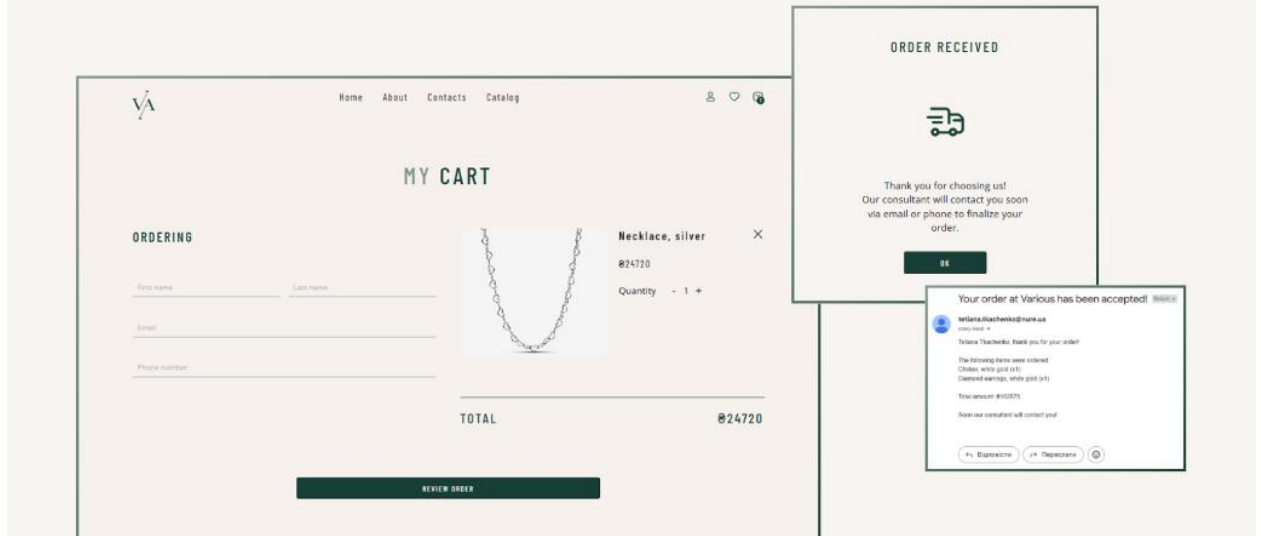 VA
Home About Contacts Catalog
1
MY CART
ORDERING
First name Last name
Email
Phone number
Necklace, silver
₴24720
Quantity - 1 +
TOTAL ₴24720
REVIEW ORDER
ORDER RECEIVED
Thank you for choosing us!
Our consultant will contact you soon
via email or phone to finalize your
order.
OK
Your order at Various has been accepted!
tetiana.tkachenko@nure.ua
Tetiana Tkachenko, thank you for your order!
The following items were ordered:
Choker, white gold (x1)
Diamond earrings, white gold (x1)
Total amount: ₴102875
Soon our consultant will contact you!
Відповісти Переслати